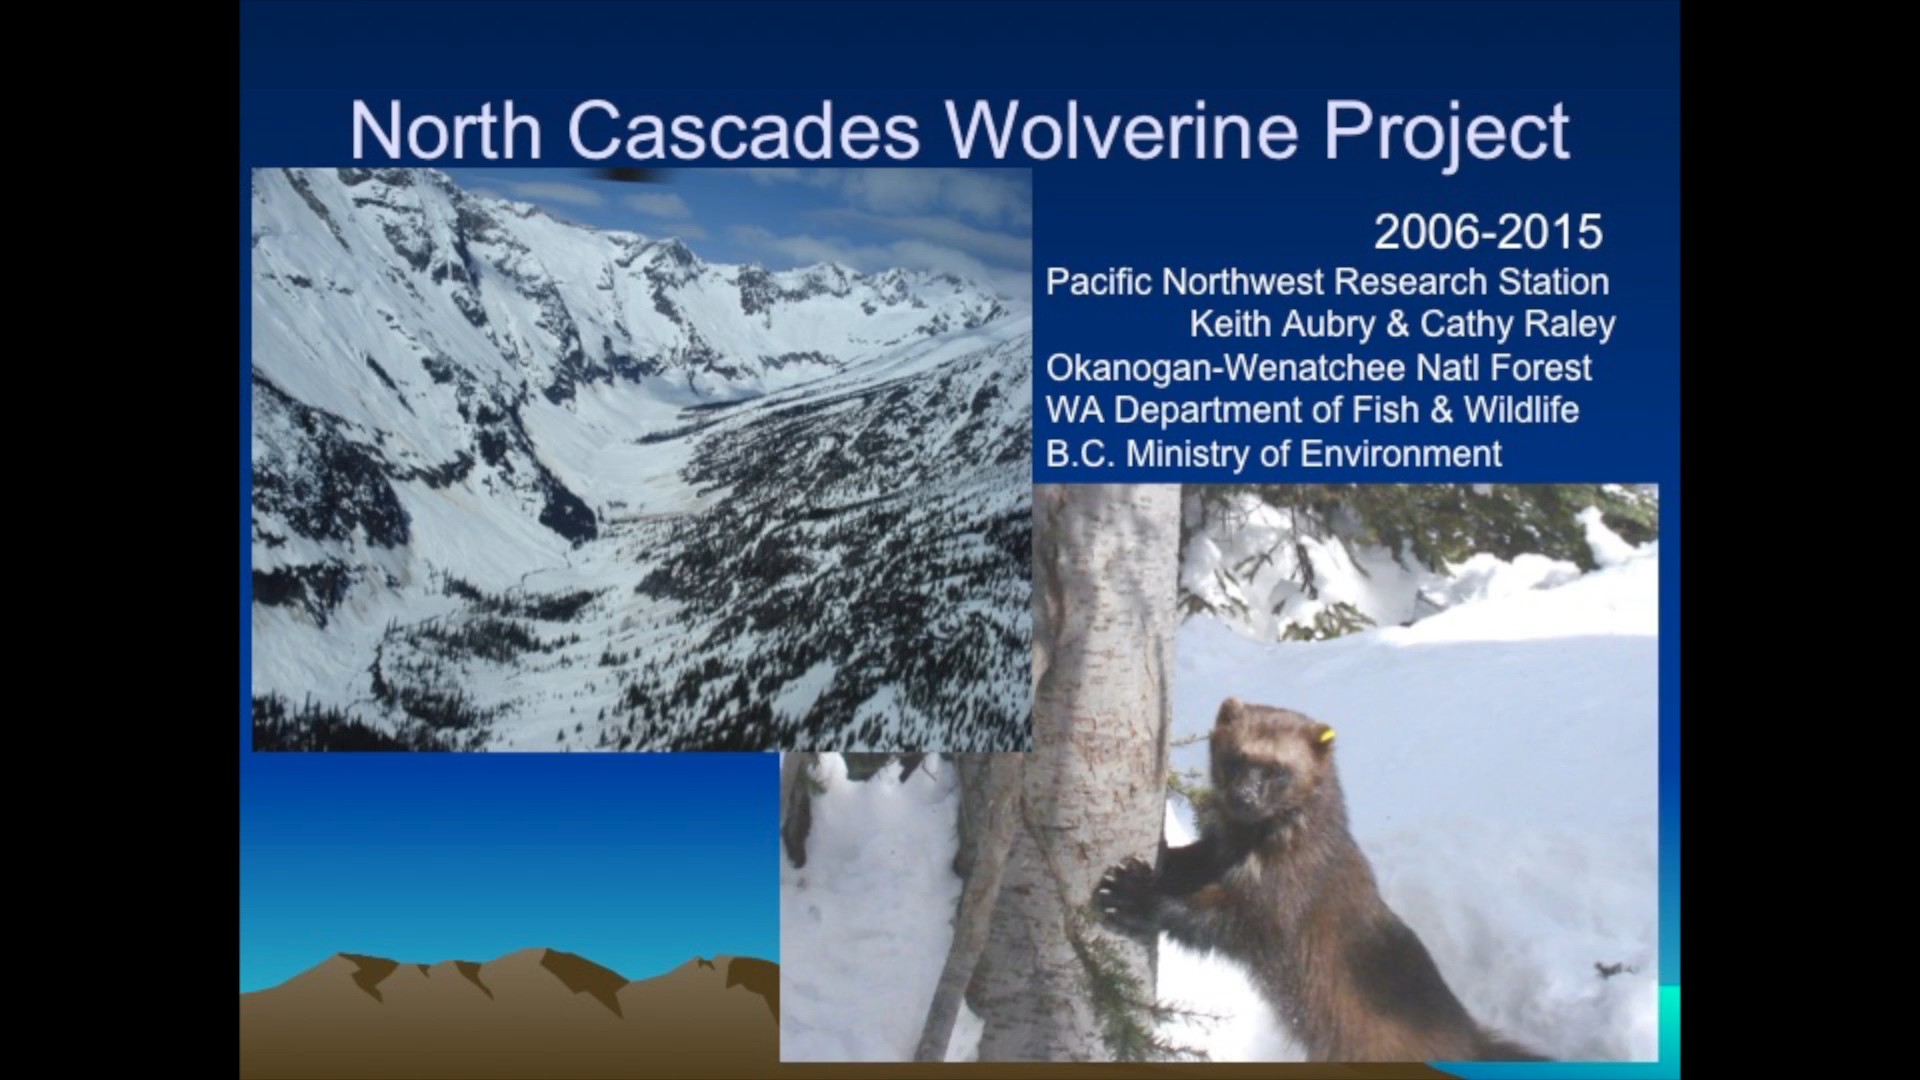 North Cascades Wolverine Project
2006-2015
Pacific Northwest Research Station
Keith Aubry & Cathy Raley
Okanogan-Wenatchee Natl Forest
WA Department of Fish & Wildlife
B.C. Ministry of Environment